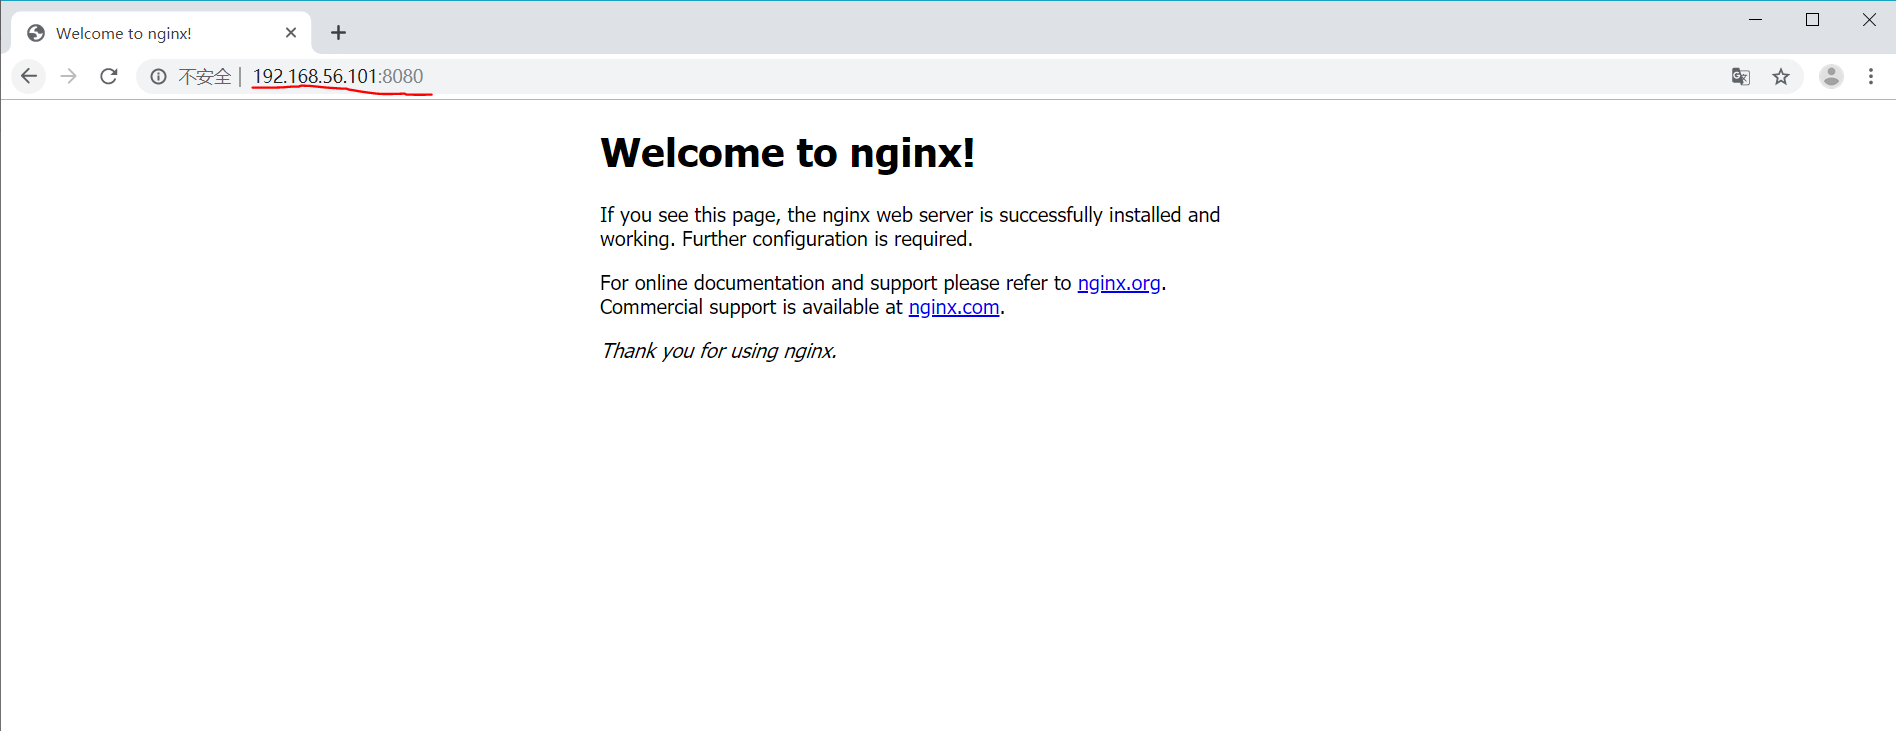 Welcome to nginx!
不安全 | 192.168.56.101:8080
Welcome to nginx!
If you see this page, the nginx web server is successfully installed and
working. Further configuration is required.
For online documentation and support please refer to nginx.org.
Commercial support is available at nginx.com.
Thank you for using nginx.